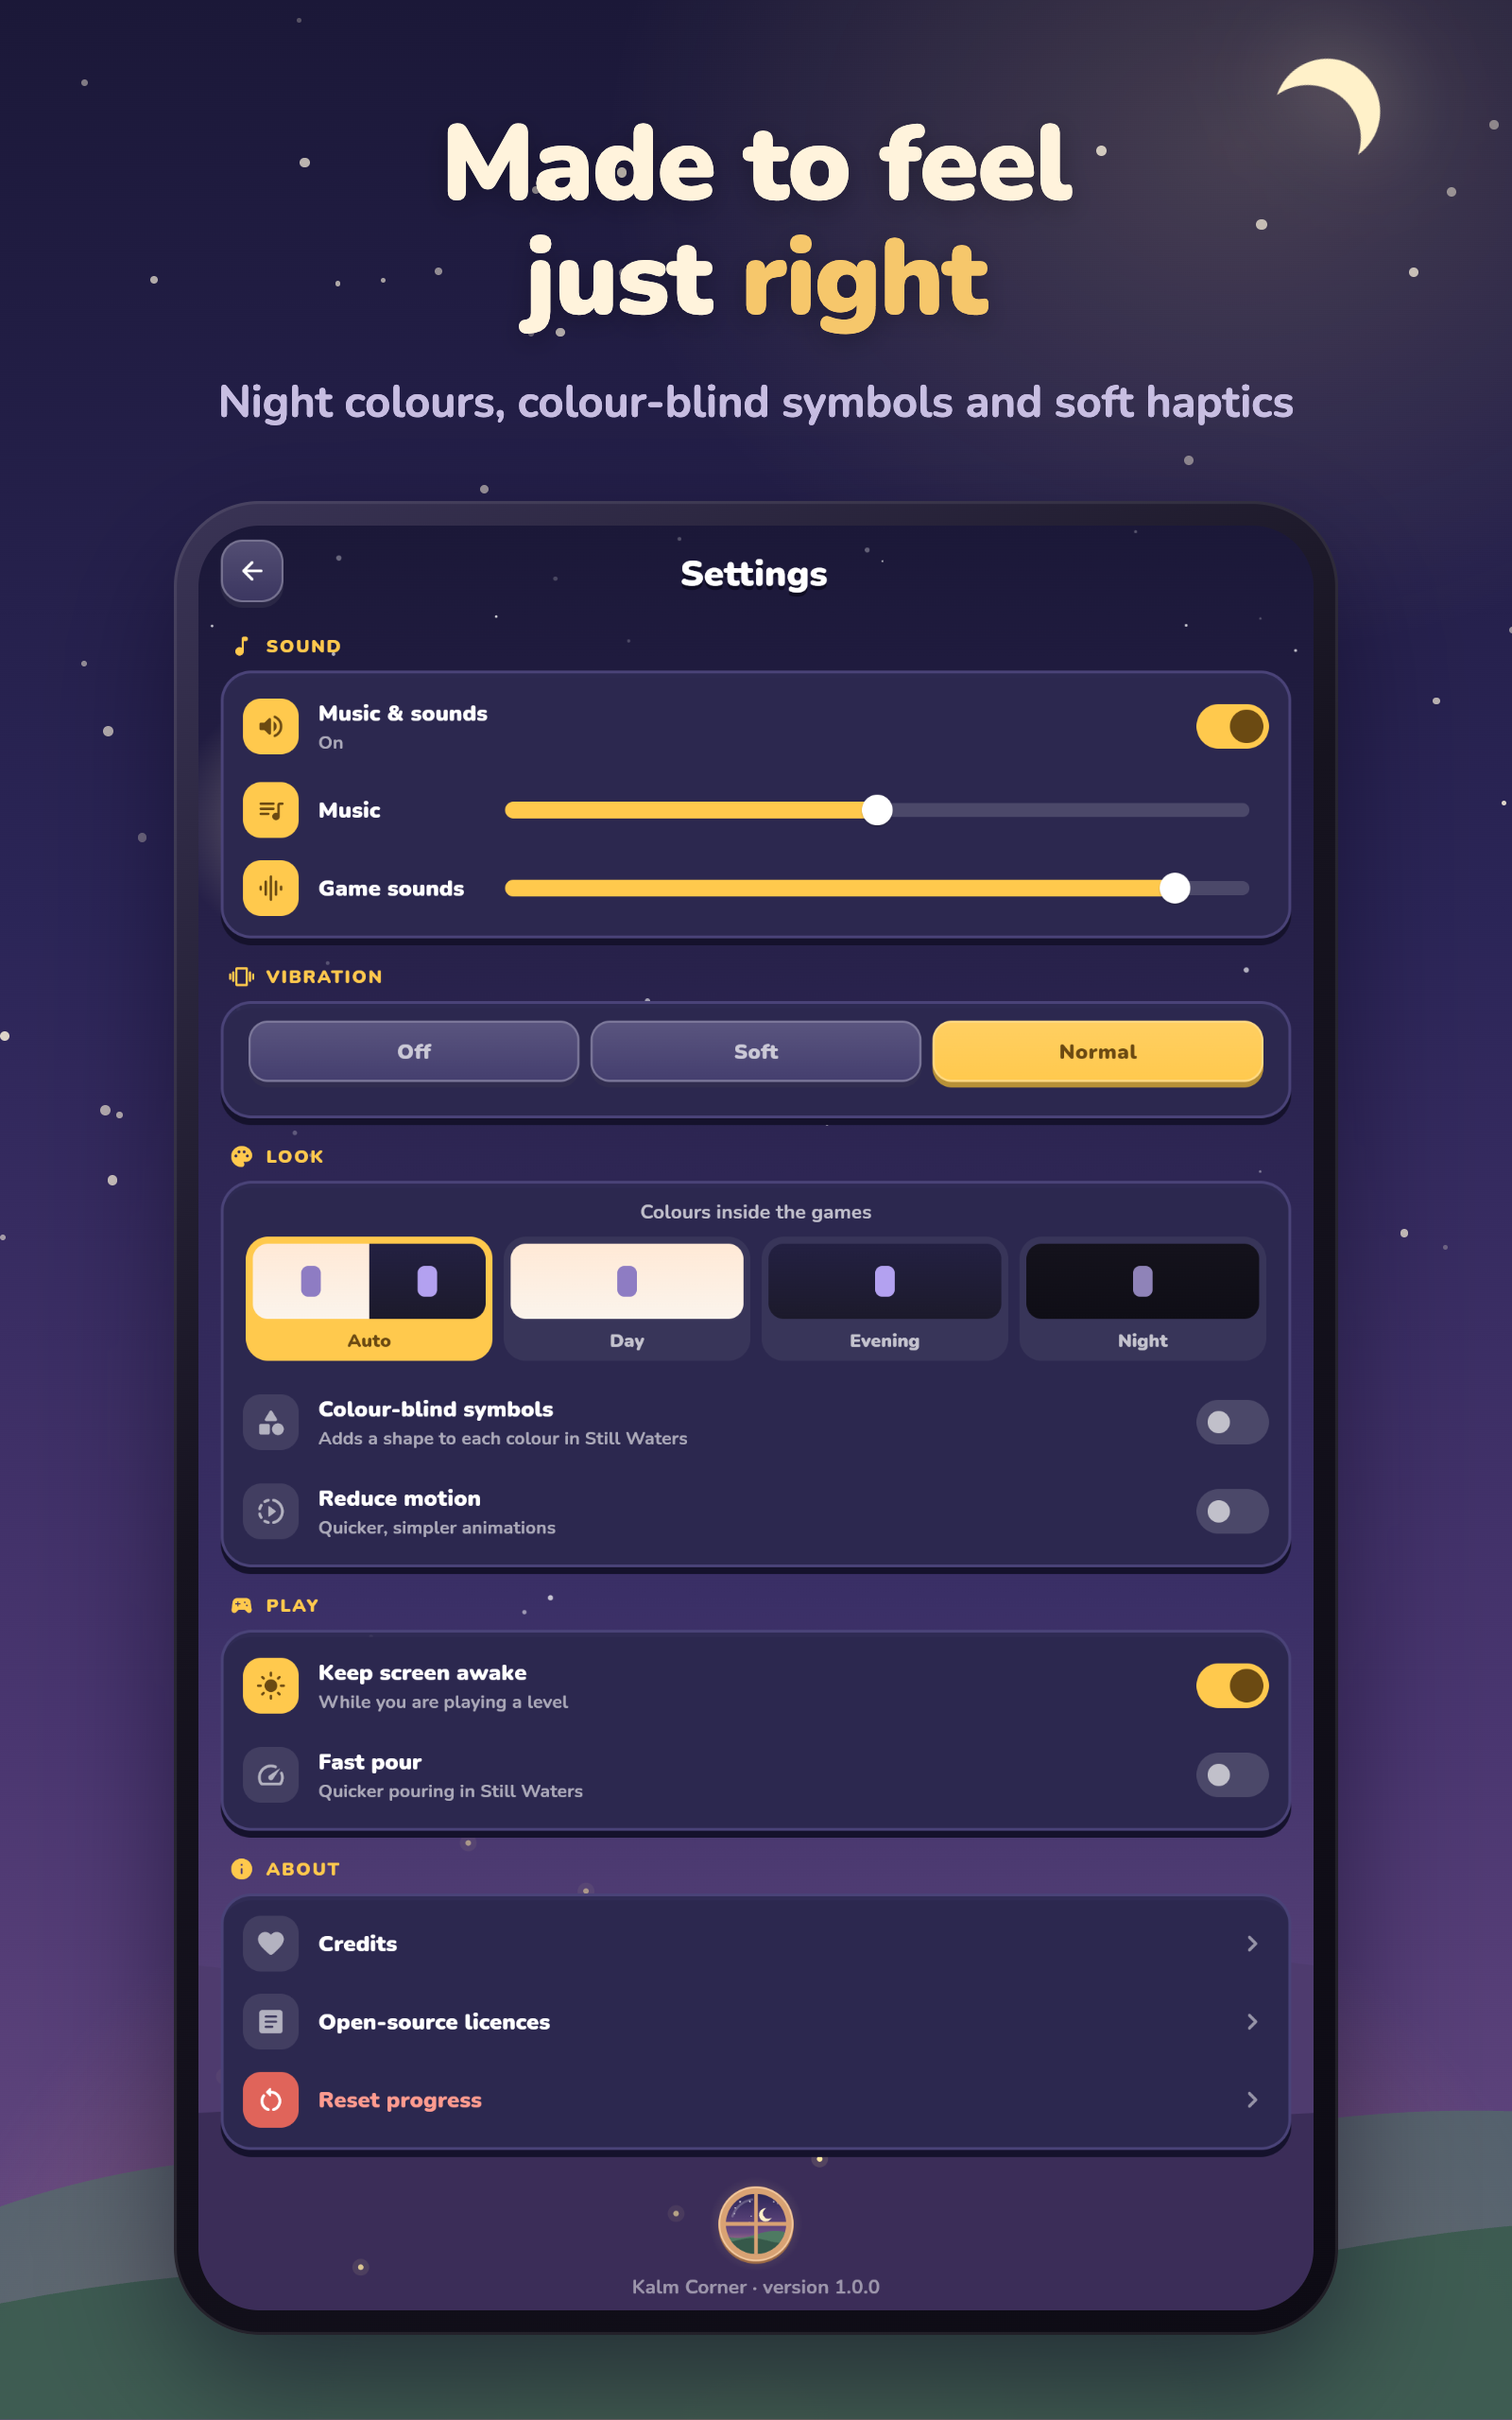 Made to feel
just right
Night colours, colour-blind symbols and soft haptics
Settings
SOUND
Music & sounds
On
Music
Game sounds
VIBRATION
Off
Soft
Normal
LOOK
Colours inside the games
Auto
Day
Evening
Night
Colour-blind symbols
Adds a shape to each colour in Still Waters
Reduce motion
Quicker, simpler animations
PLAY
Keep screen awake
While you are playing a level
Fast pour
Quicker pouring in Still Waters
ABOUT
Credits
Open-source licences
Reset progress
Kalm Corner · version 1.0.0